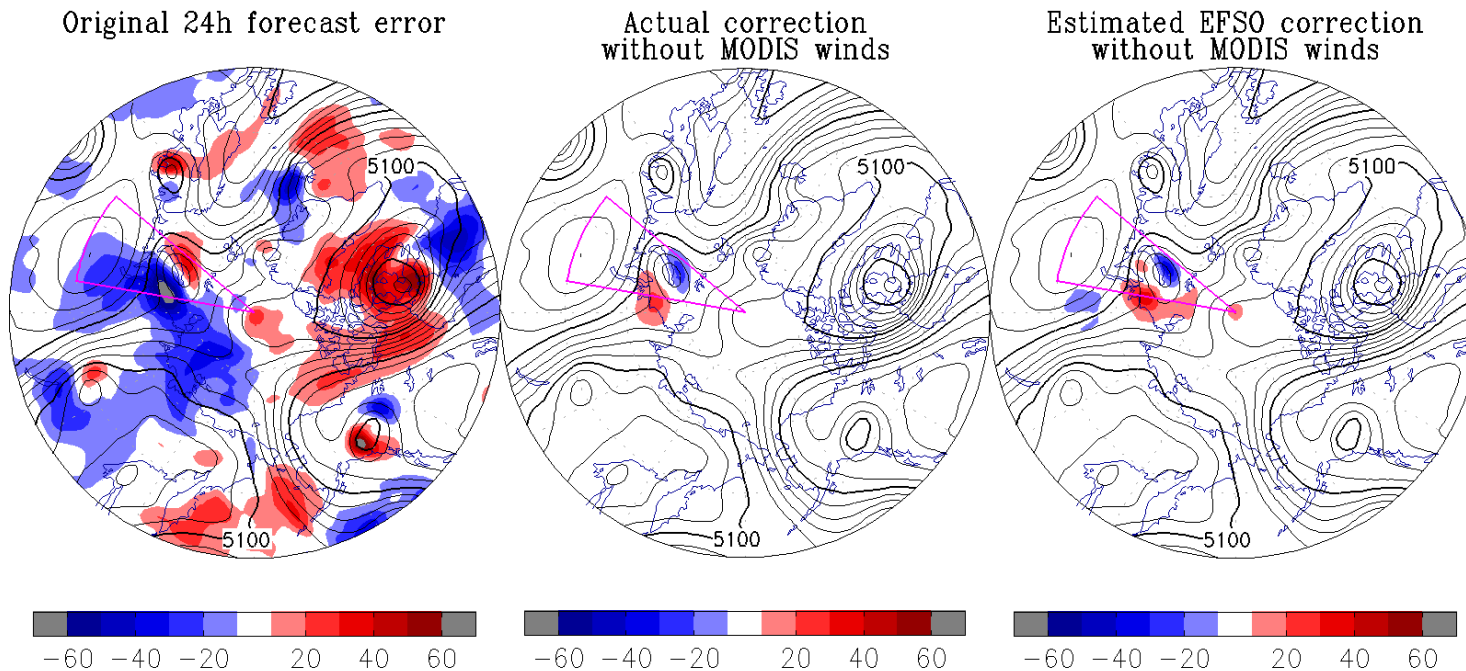 Original 24h forecast error
Actual correction
without MODIS winds
Estimated EFSO correction
without MODIS winds
5100
5100
5100
5100
5100
5100
−60 −40 −20 20 40 60
−60 −40 −20 20 40 60
−60 −40 −20 20 40 60